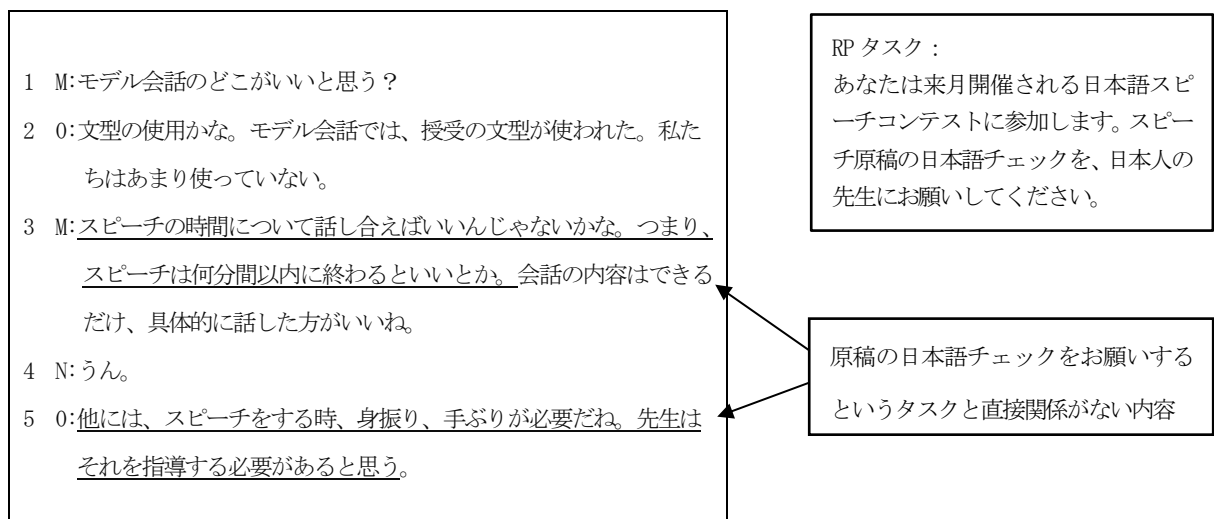 1 M:モデル会話のどこがいいと思う?
2 O:文型の使用かな。モデル会話では、授受の文型が使われた。私た
ちはあまり使っていない。
3 M:スピーチの時間について話し合えばいいんじゃないかな。つまり、
スピーチは何分間以内に終わるといいとか。会話の内容はできる
だけ、具体的に話した方がいいね。
4 N:うん。
5 O:他には、スピーチをする時、身振り、手ぶりが必要だね。先生は
それを指導する必要があると思う。
RP タスク:
あなたは来月開催される日本語スピ
ーチコンテストに参加します。スピー
チ原稿の日本語チェックを、日本人の
先生にお願いしてください。
原稿の日本語チェックをお願いする
というタスクと直接関係がない内容